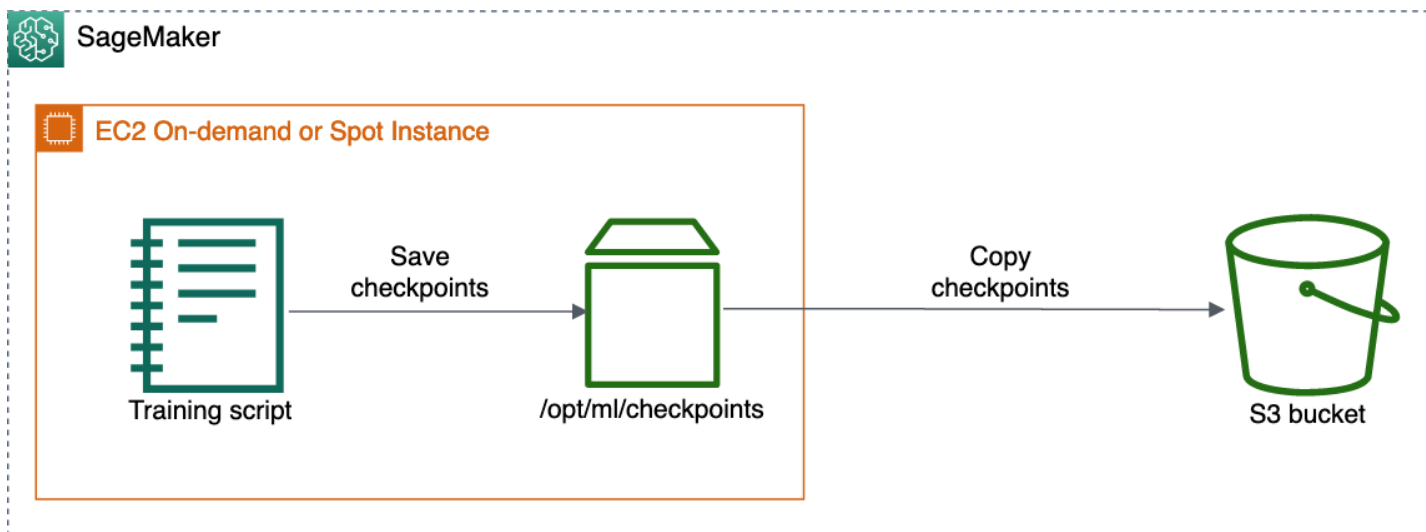 SageMaker
EC2 On-demand or Spot Instance
Save
checkpoints
Copy
checkpoints
Training script
/opt/ml/checkpoints
S3 bucket